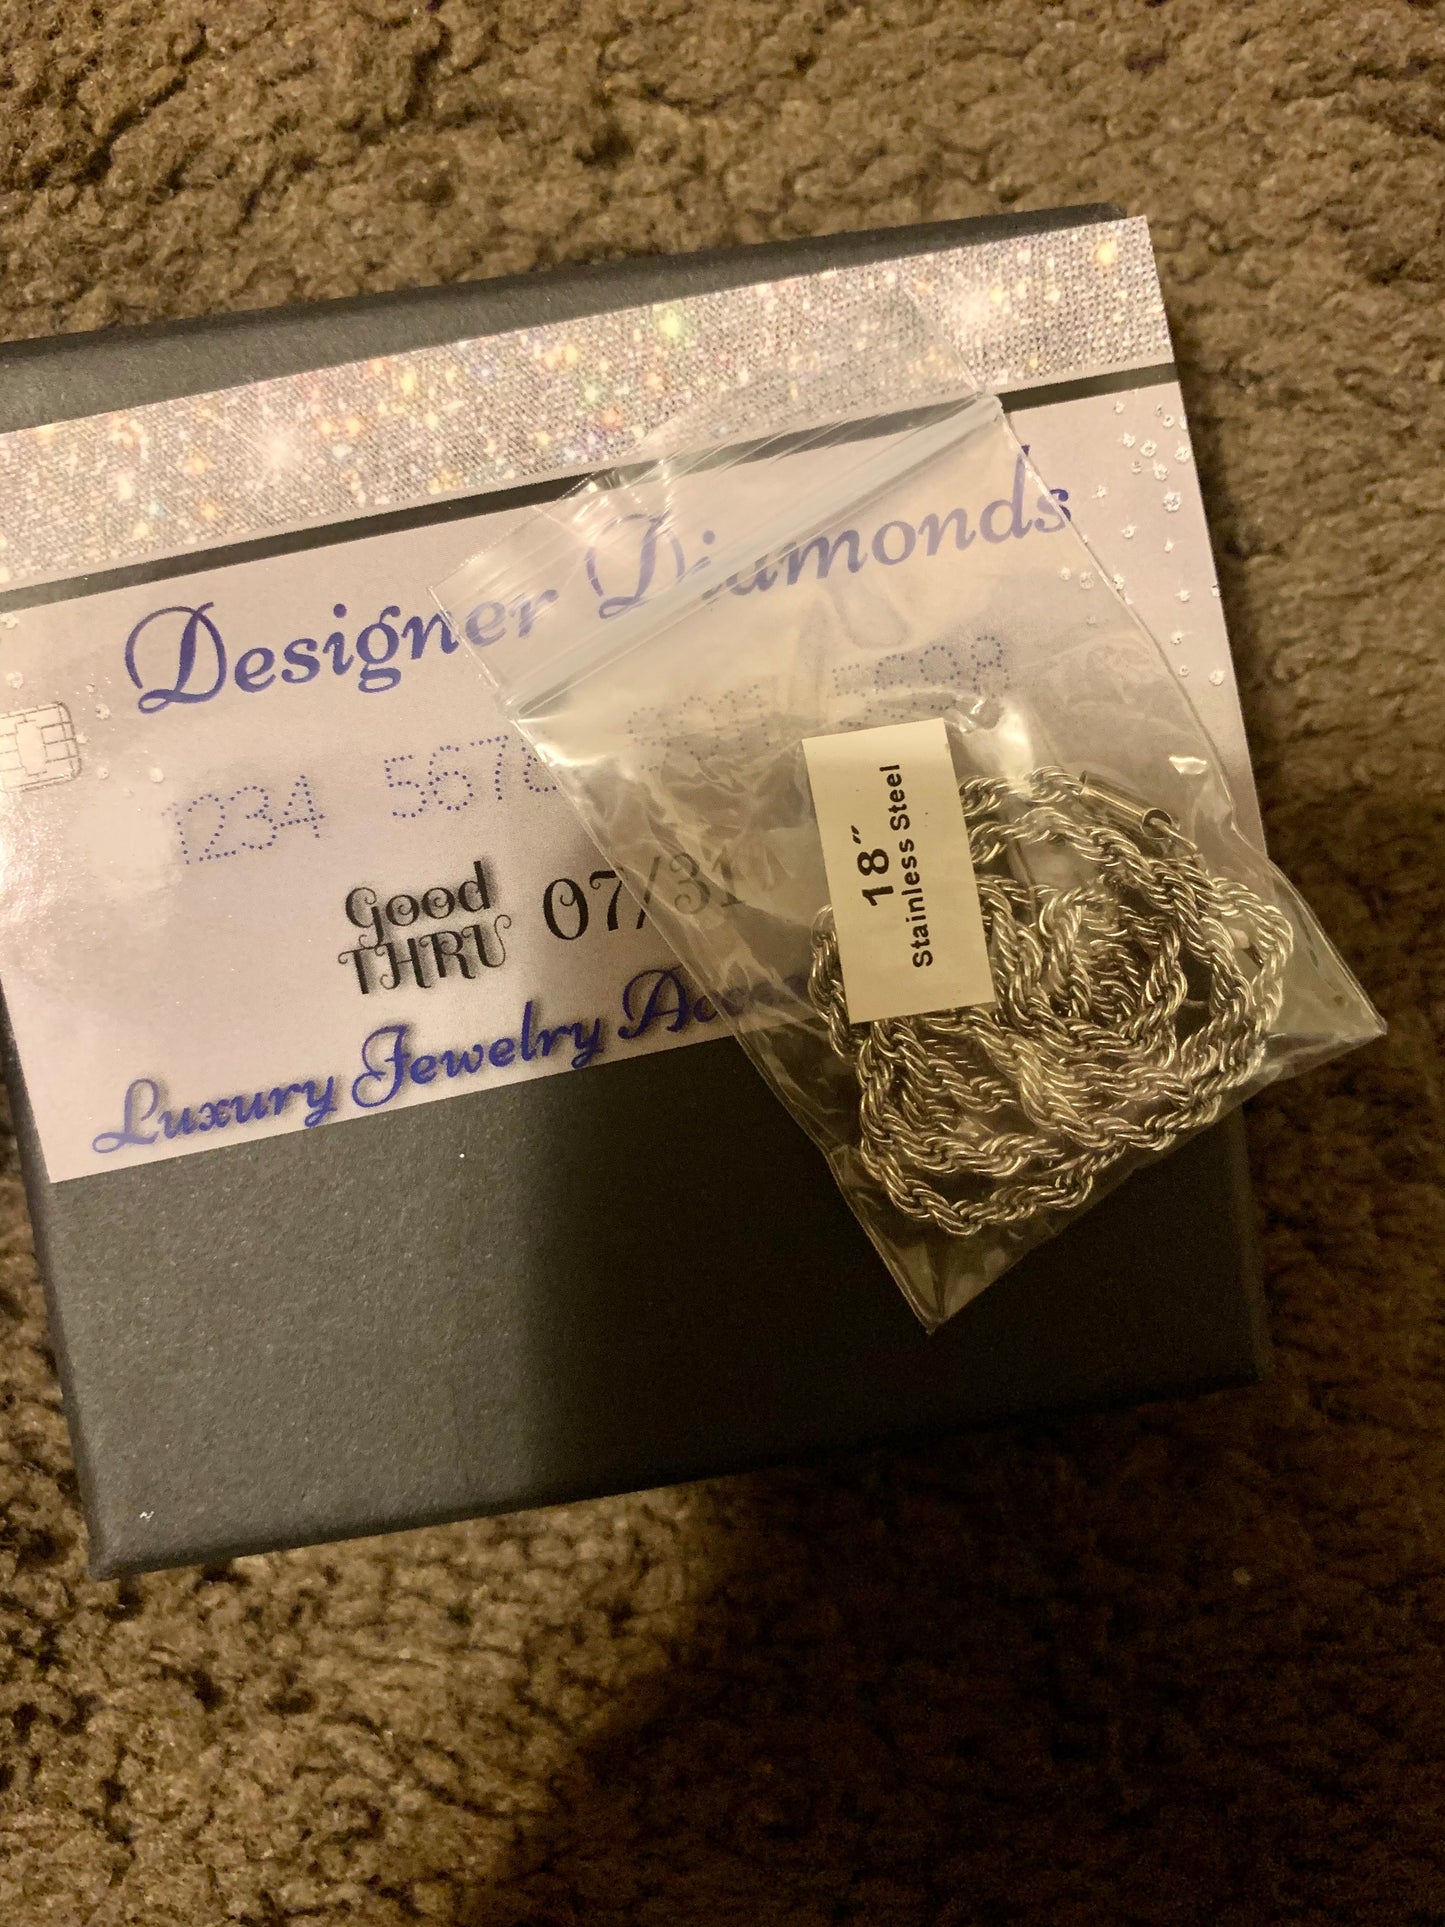 Designer Diamonds
1234 5678
Good
THRU
07/31
Luxury Jewelry
18"
Stainless Steel